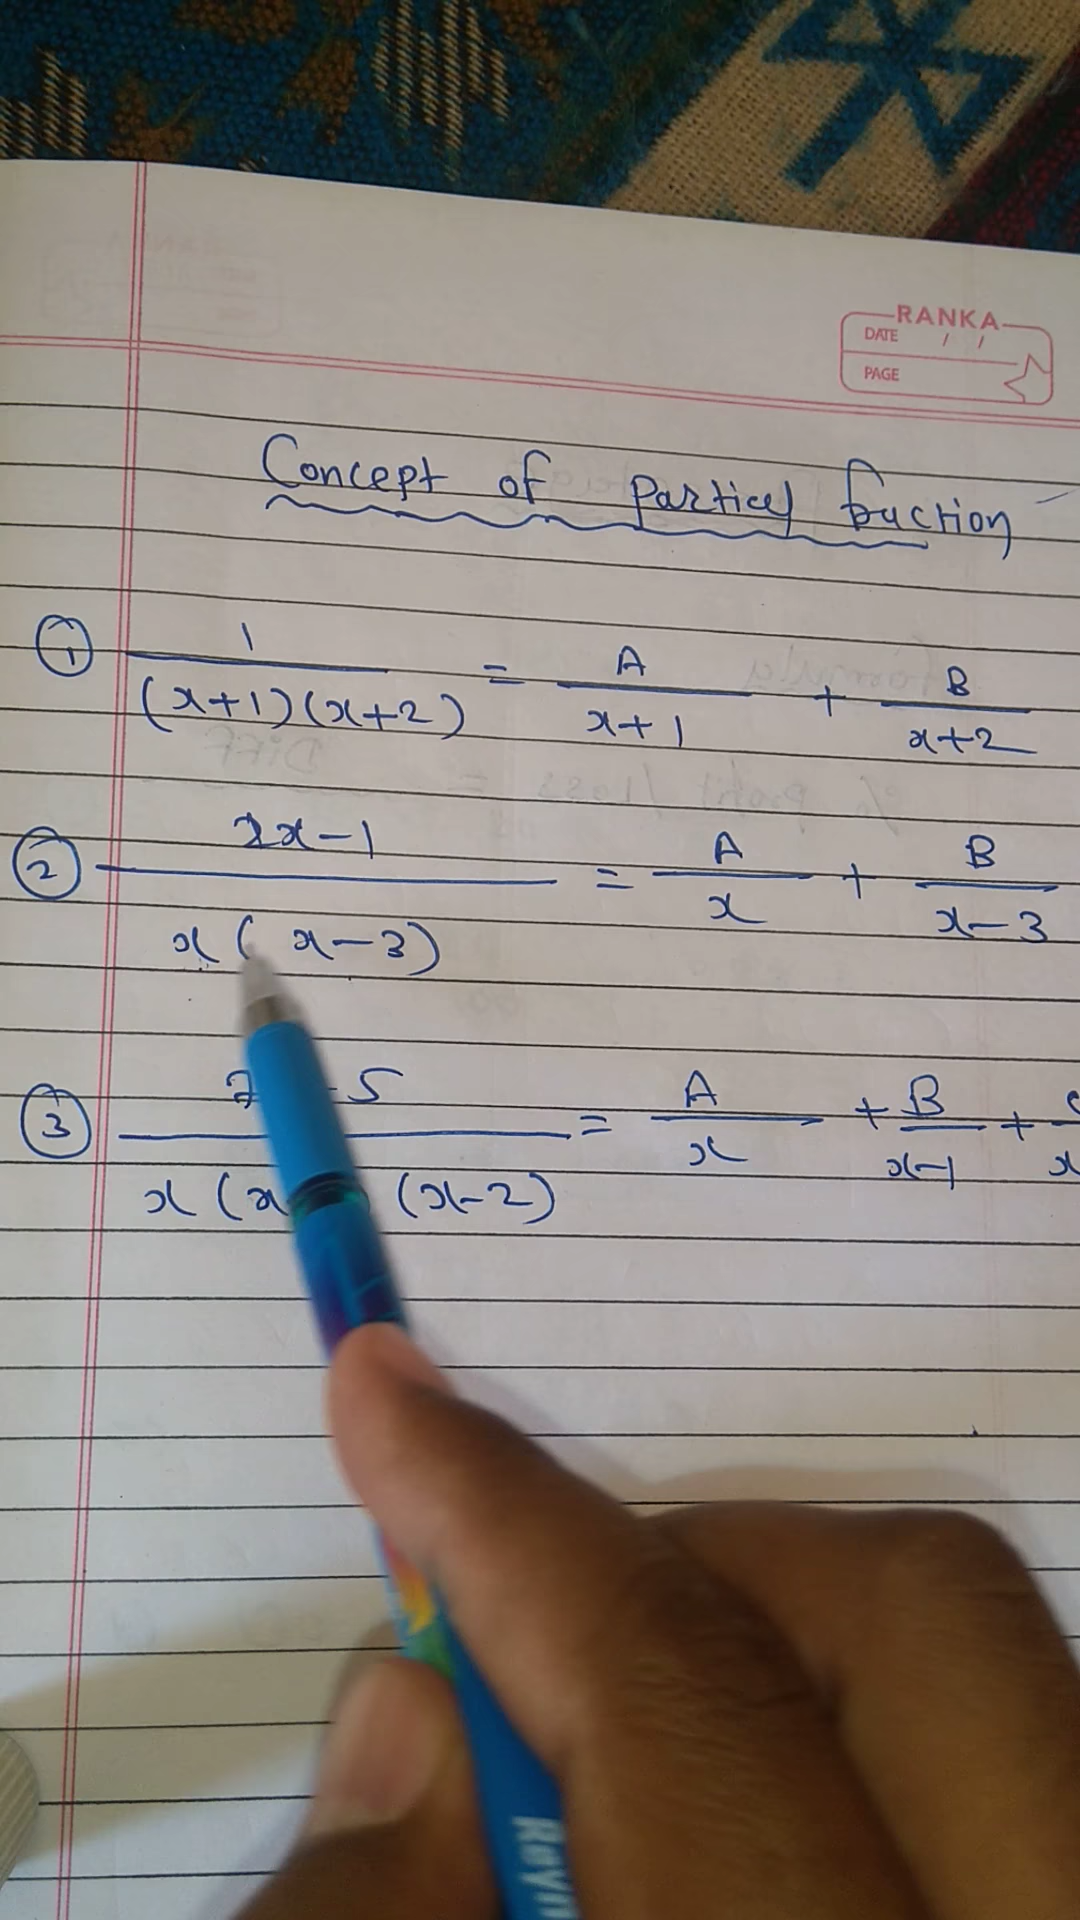 RANKA
DATE / /
PAGE
Concept of Particel fraction
① 1/(x+1)(x+2) = A/x+1 + B/x+2
② 2x-1/x(x-3) = A/x + B/x-3
③ 5/x(x (x-2) = A/x + B/x-1 +